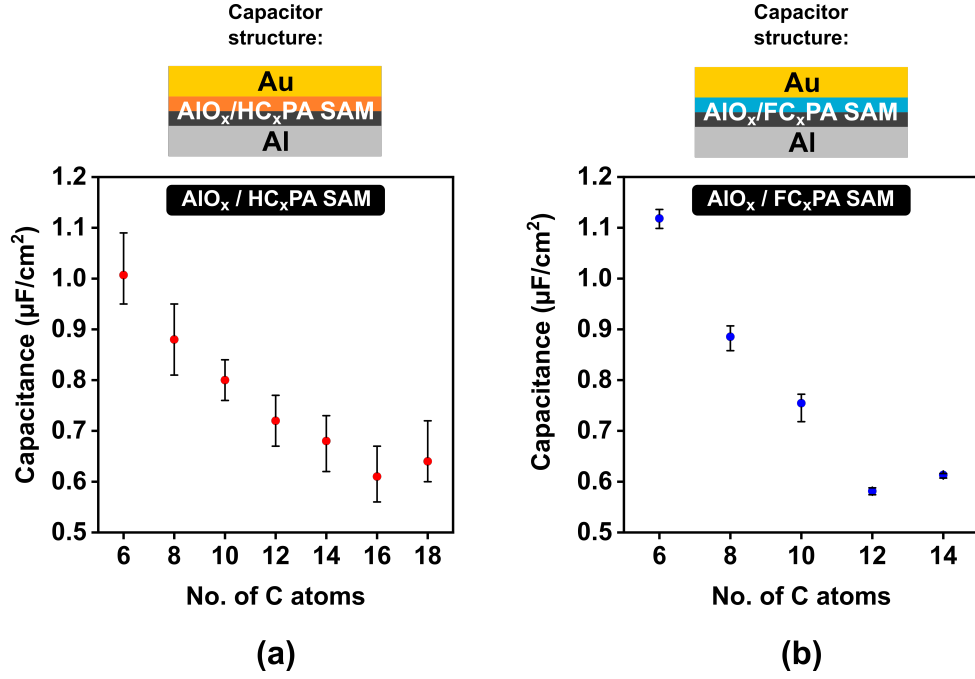 Capacitor
structure:
Au
AlOₓ/HCₓPA SAM
Al
AlOₓ / HCₓPA SAM
Capacitance (µF/cm²)
1.2
1.1
1.0
0.9
0.8
0.7
0.6
0.5
6 8 10 12 14 16 18
No. of C atoms
(a)
Capacitor
structure:
Au
AlOₓ/FCₓPA SAM
Al
AlOₓ / FCₓPA SAM
Capacitance (µF/cm²)
1.2
1.1
1.0
0.9
0.8
0.7
0.6
0.5
6 8 10 12 14
No. of C atoms
(b)